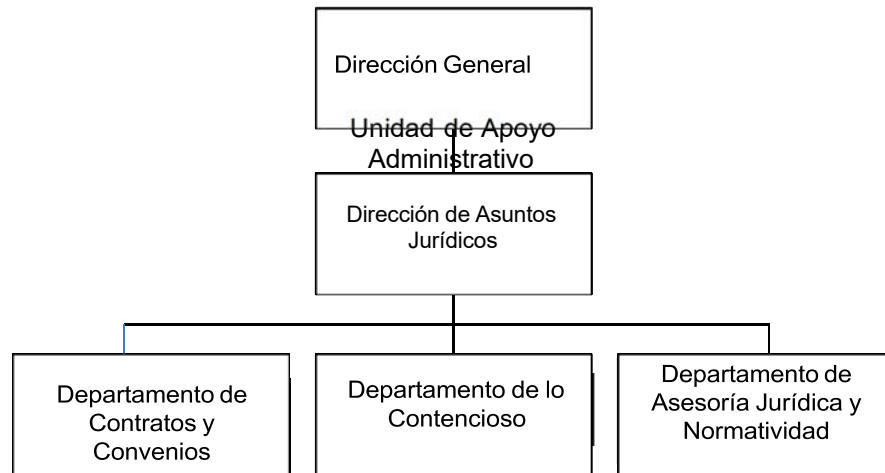 Dirección General
Unidad de Apoyo
Administrativo
Dirección de Asuntos
Jurídicos
Departamento de
Contratos y
Convenios
Departamento de lo
Contencioso
Departamento de
Asesoría Jurídica y
Normatividad